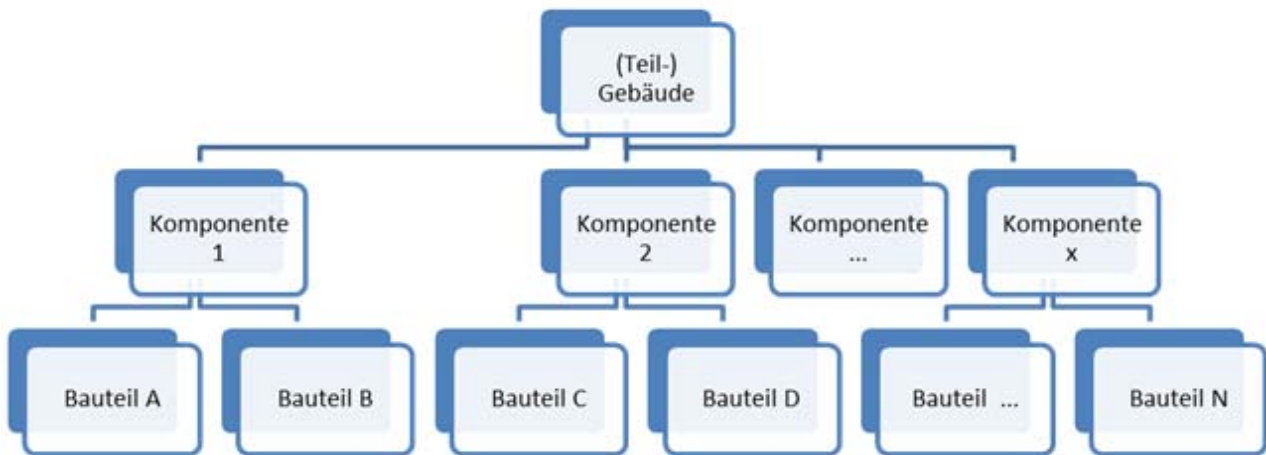 (Teil-)
Gebäude
Komponente
1
Komponente
2
Komponente
...
Komponente
x
Bauteil A
Bauteil B
Bauteil C
Bauteil D
Bauteil ...
Bauteil N